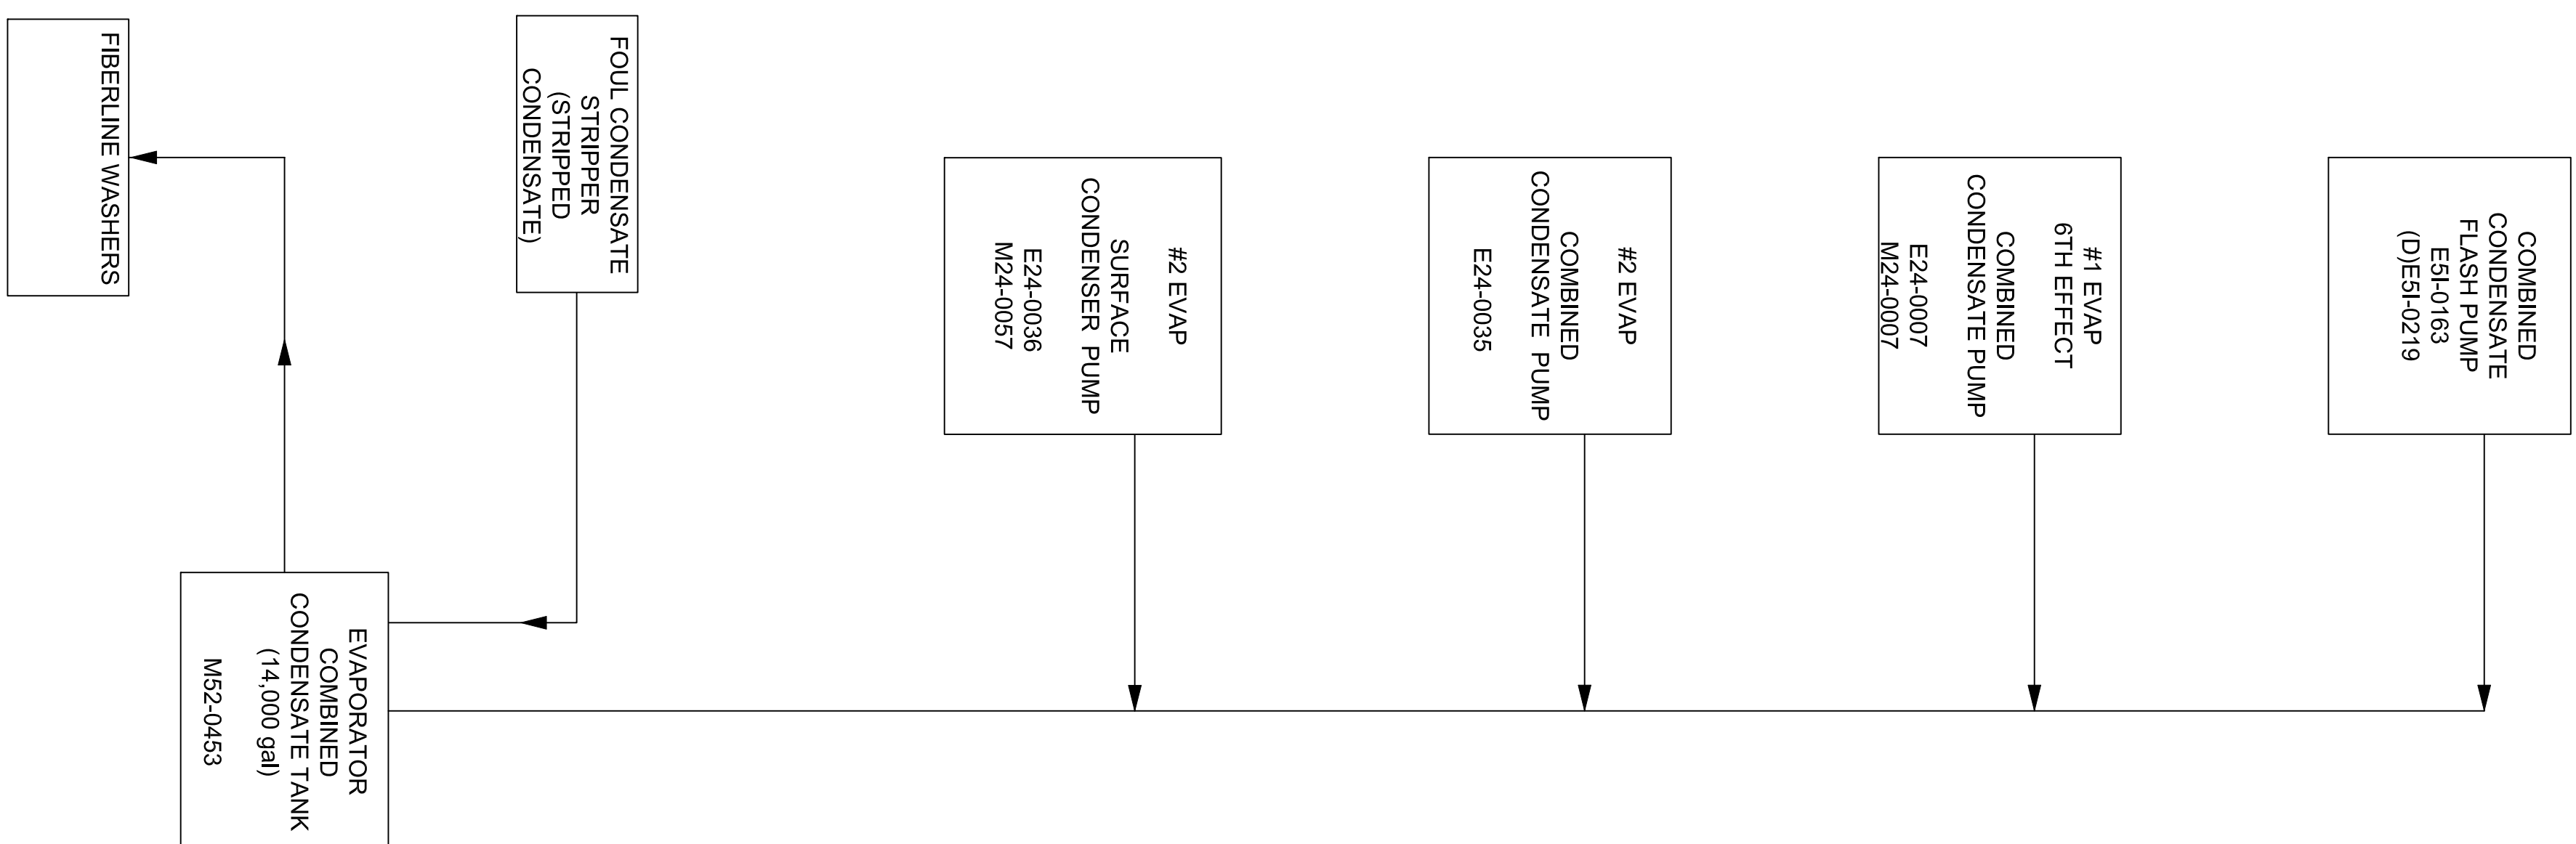 COMBINED
CONDENSATE
FLASH PUMP
E5I-0163
(D)E5I-0219
#1 EVAP
6TH EFFECT
COMBINED
CONDENSATE PUMP
E24-0007
M24-0007
#2 EVAP
COMBINED
CONDENSATE PUMP
E24-0035
#2 EVAP
SURFACE
CONDENSER PUMP
E24-0036
M24-0057
FOUL CONDENSATE
STRIPPER
(STRIPPED
CONDENSATE)
FIBERLINE WASHERS
EVAPORATOR
COMBINED
CONDENSATE TANK
(14,000 gal)
M52-0453